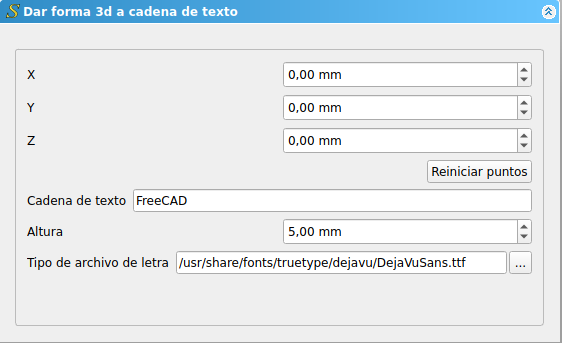 Dar forma 3d a cadena de texto
X 0,00 mm
Y 0,00 mm
Z 0,00 mm
Reiniciar puntos
Cadena de texto FreeCAD
Altura 5,00 mm
Tipo de archivo de letra /usr/share/fonts/truetype/dejavu/DejaVuSans.ttf ...